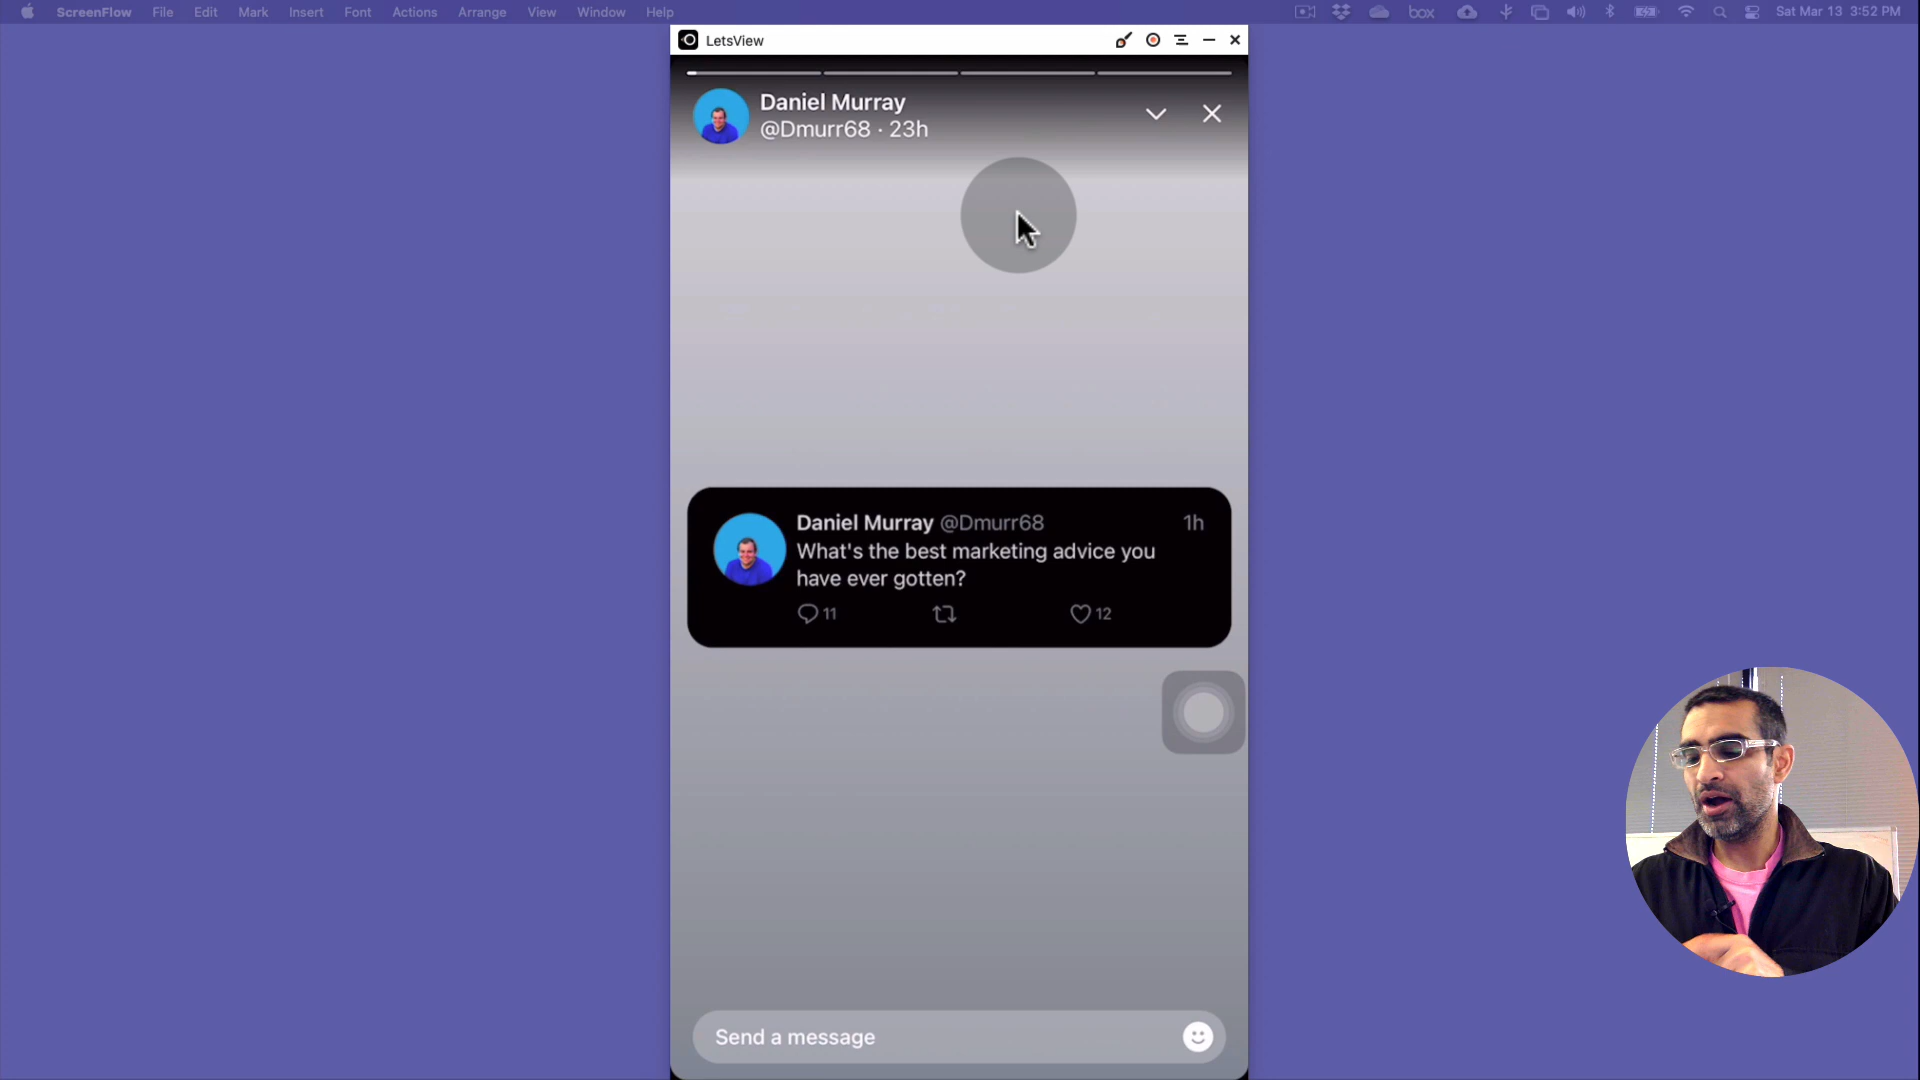 ScreenFlow File Edit Mark Insert Font Actions Arrange View Window Help box Sat Mar 13 3:52 PM
LetsView
Daniel Murray
@Dmurr68 · 23h
Daniel Murray @Dmurr68 1h
What's the best marketing advice you
have ever gotten?
11 12
Send a message